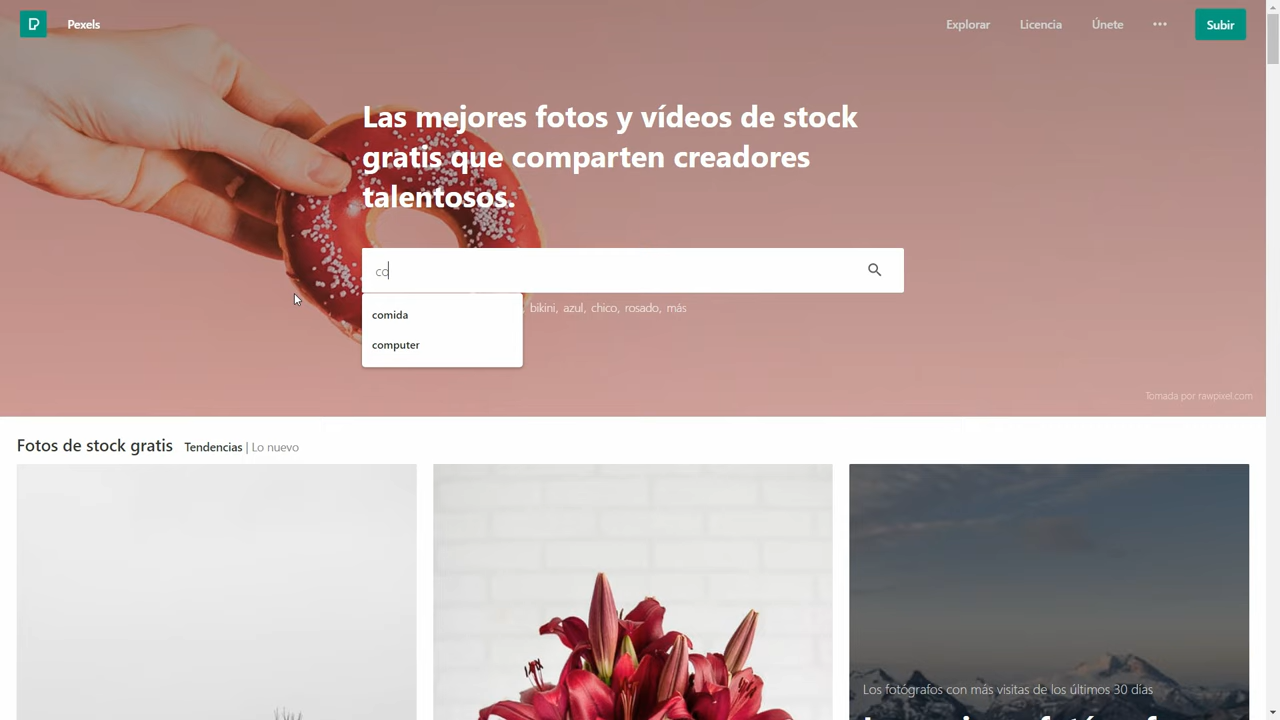 Pexels
Explorar
Licencia
Únete
Subir
Las mejores fotos y vídeos de stock
gratis que comparten creadores
talentosos.
co
, bikini, azul, chico, rosado, más
comida
computer
Tomada por rawpixel.com
Fotos de stock gratis Tendencias | Lo nuevo
Los fotógrafos con más visitas de los últimos 30 días